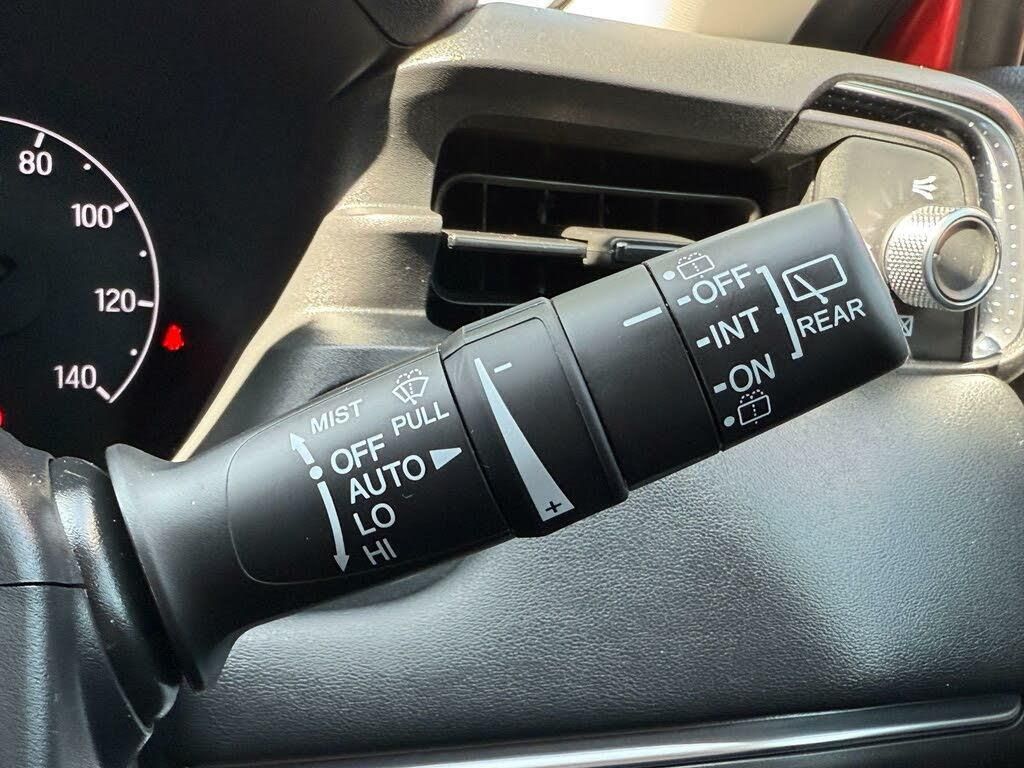 80
100
120
140
MIST
PULL
OFF
AUTO
LO
HI
-
+
OFF
INT
ON
REAR